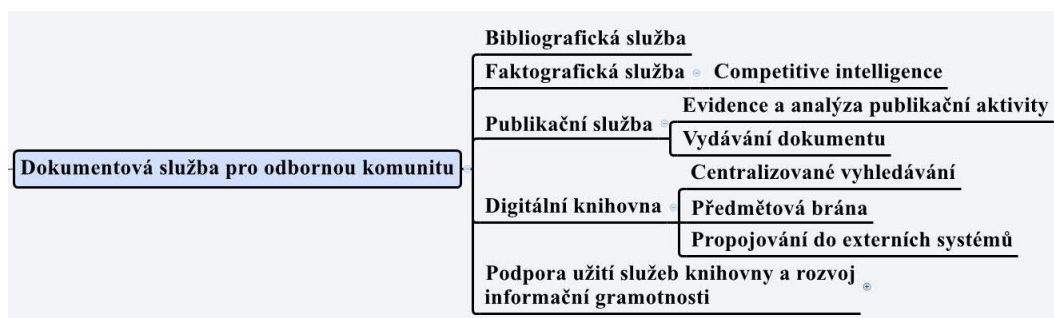 Dokumentová služba pro odbornou komunitu
Bibliografická služba
Faktografická služba
Competitive intelligence
Publikační služba
Evidence a analýza publikační aktivity
Vydávání dokumentu
Digitální knihovna
Centralizované vyhledávání
Předmětová brána
Propojování do externích systémů
Podpora užití služeb knihovny a rozvoj
informační gramotnosti